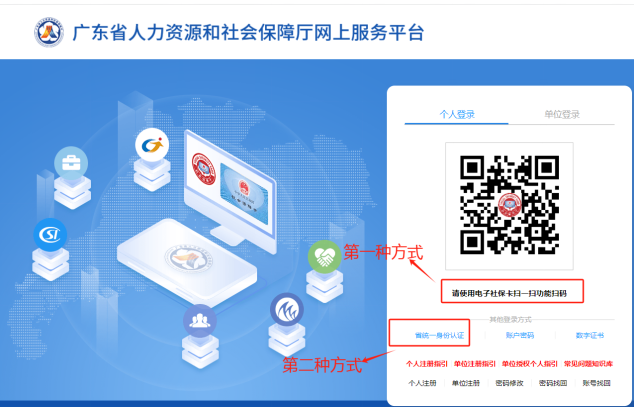 广东省人力资源和社会保障厅网上服务平台
个人登录 单位登录
第一种方式
请使用电子社保卡扫一扫功能扫码
其他登录方式
省统一身份认证 账户密码 数字证书
第二种方式
个人注册指引 单位注册指引 单位授权个人指引 常见问题知识库
个人注册 单位注册 密码修改 密码找回 账号找回